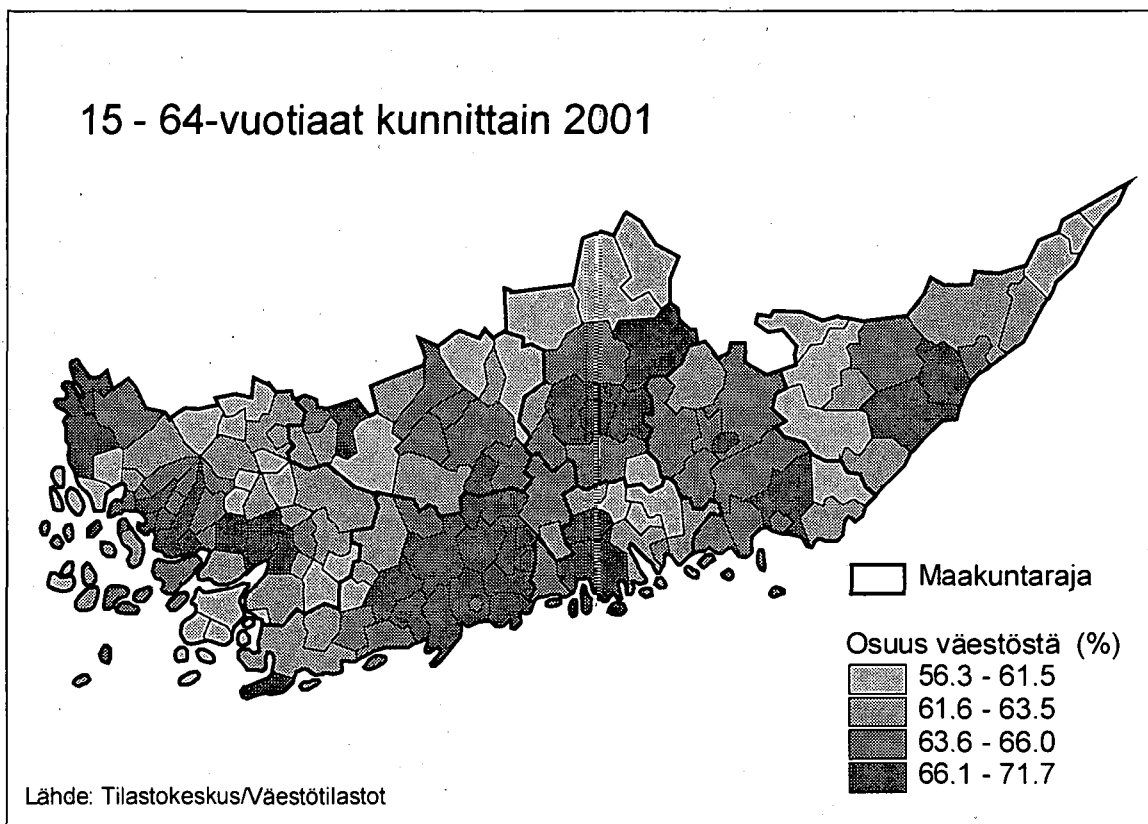 15 - 64-vuotiaat kunnittain 2001
Maakuntaraja
Osuus väestöstä (%)
56.3 - 61.5
61.6 - 63.5
63.6 - 66.0
66.1 - 71.7
Lähde: Tilastokeskus/Väestötilastot